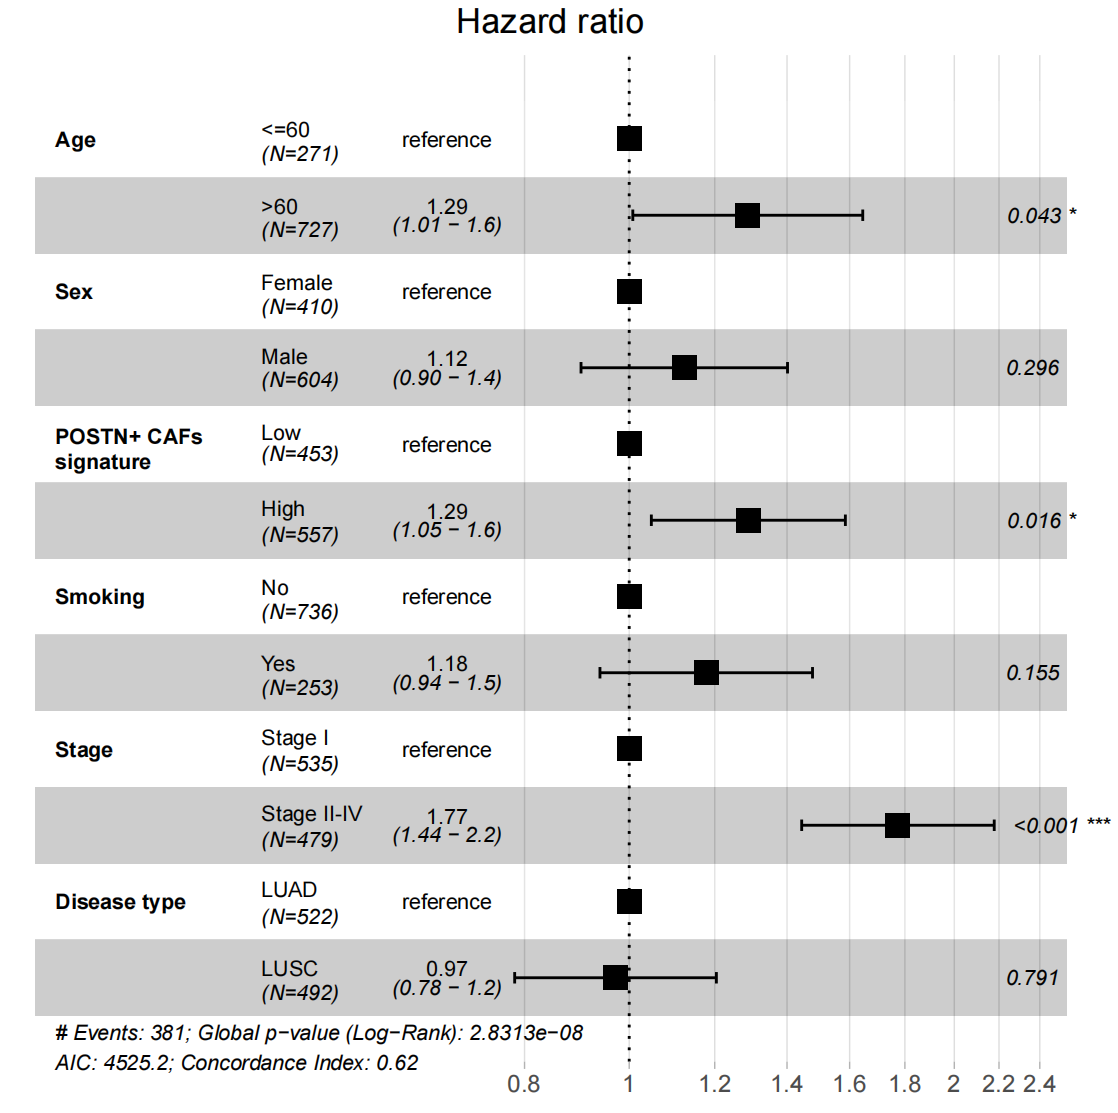 Hazard ratio
Age
<=60
(N=271)
reference
>60
(N=727)
1.29
(1.01 − 1.6)
0.043 *
Sex
Female
(N=410)
reference
Male
(N=604)
1.12
(0.90 − 1.4)
0.296
POSTN+ CAFs
signature
Low
(N=453)
reference
High
(N=557)
1.29
(1.05 − 1.6)
0.016 *
Smoking
No
(N=736)
reference
Yes
(N=253)
1.18
(0.94 − 1.5)
0.155
Stage
Stage I
(N=535)
reference
Stage II-IV
(N=479)
1.77
(1.44 − 2.2)
<0.001 ***
Disease type
LUAD
(N=522)
reference
LUSC
(N=492)
0.97
(0.78 − 1.2)
0.791
# Events: 381; Global p−value (Log−Rank): 2.8313e−08
AIC: 4525.2; Concordance Index: 0.62
0.8 1 1.2 1.4 1.6 1.8 2 2.2 2.4